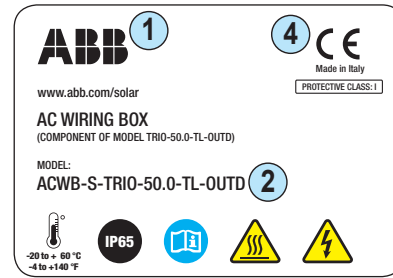 ABB 1
4 CE
Made in Italy
PROTECTIVE CLASS: I
www.abb.com/solar
AC WIRING BOX
(COMPONENT OF MODEL TRIO-50.0-TL-OUTD)
MODEL:
ACWB-S-TRIO-50.0-TL-OUTD 2
IP65
-20 to + 60 °C
-4 to +140 °F